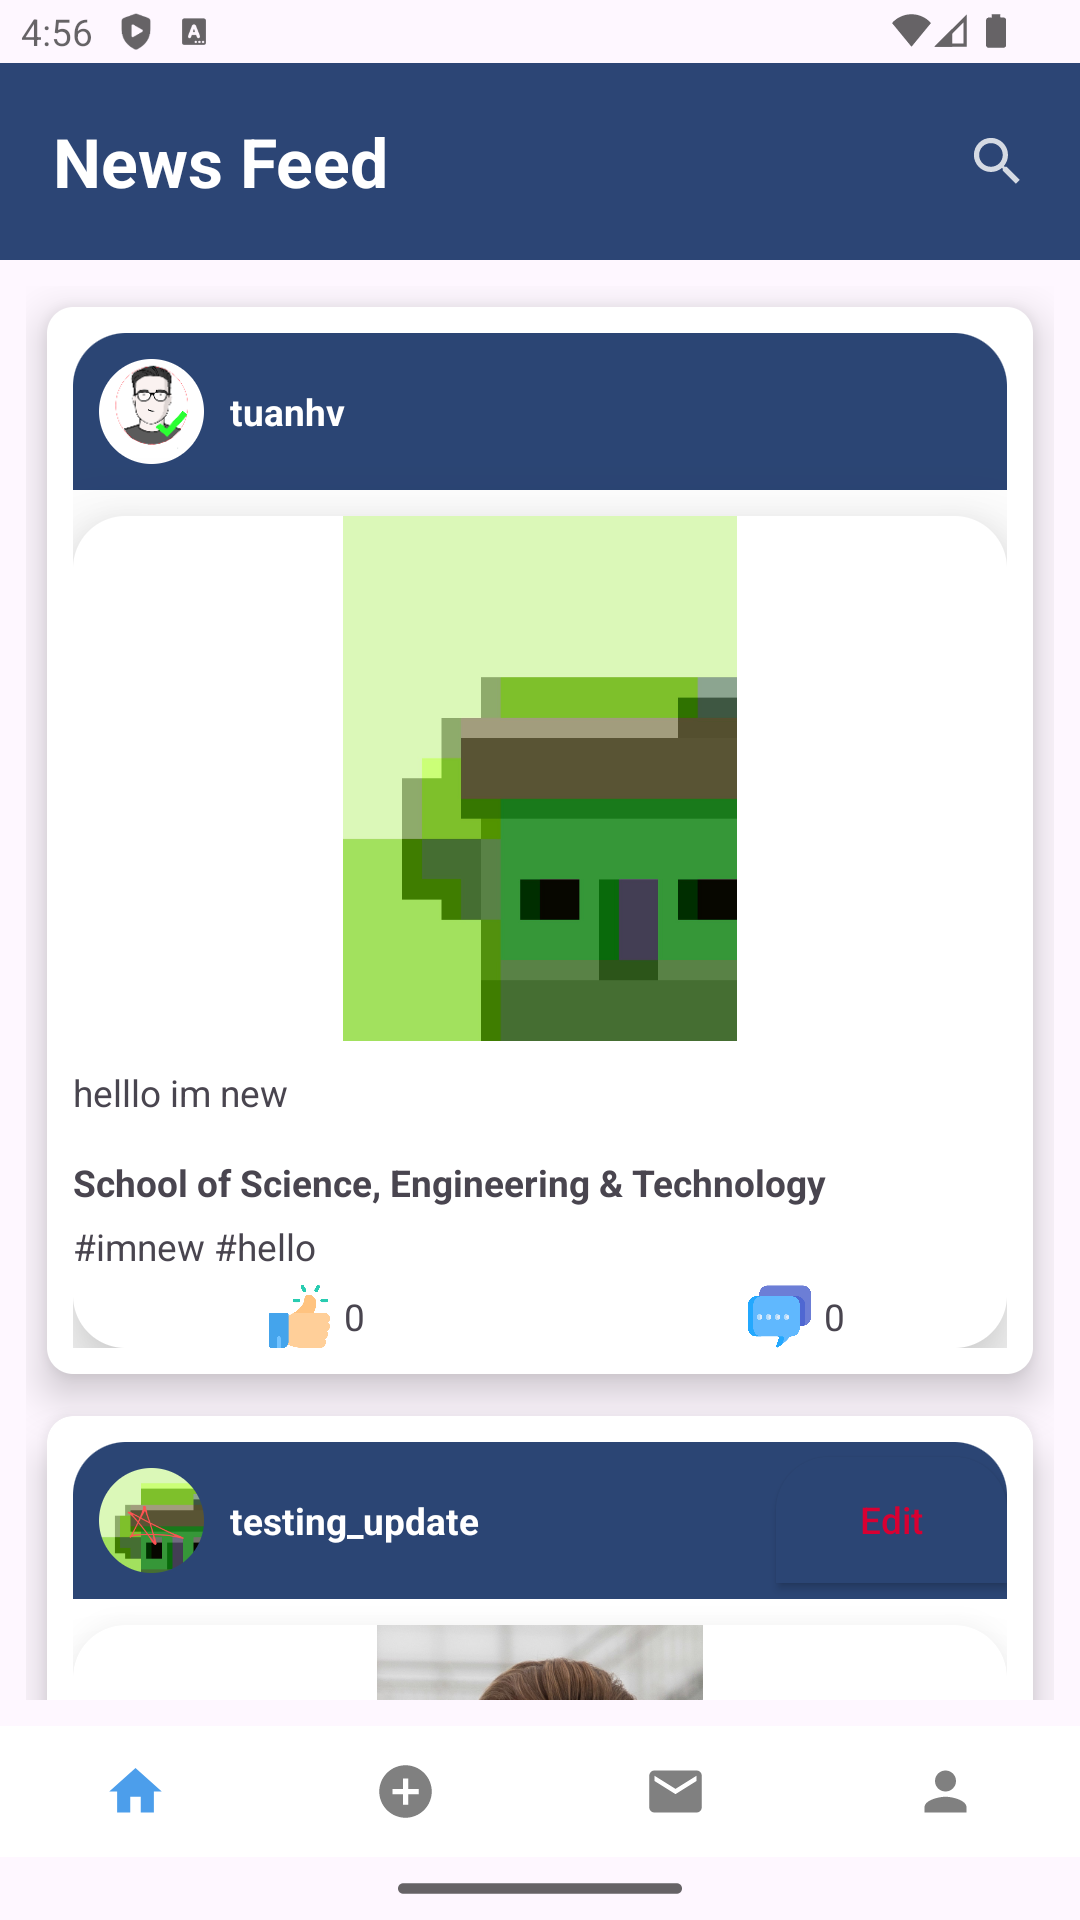 4:56
News Feed
tuanhv
helllo im new
School of Science, Engineering & Technology
#imnew #hello
0
0
testing_update
Edit